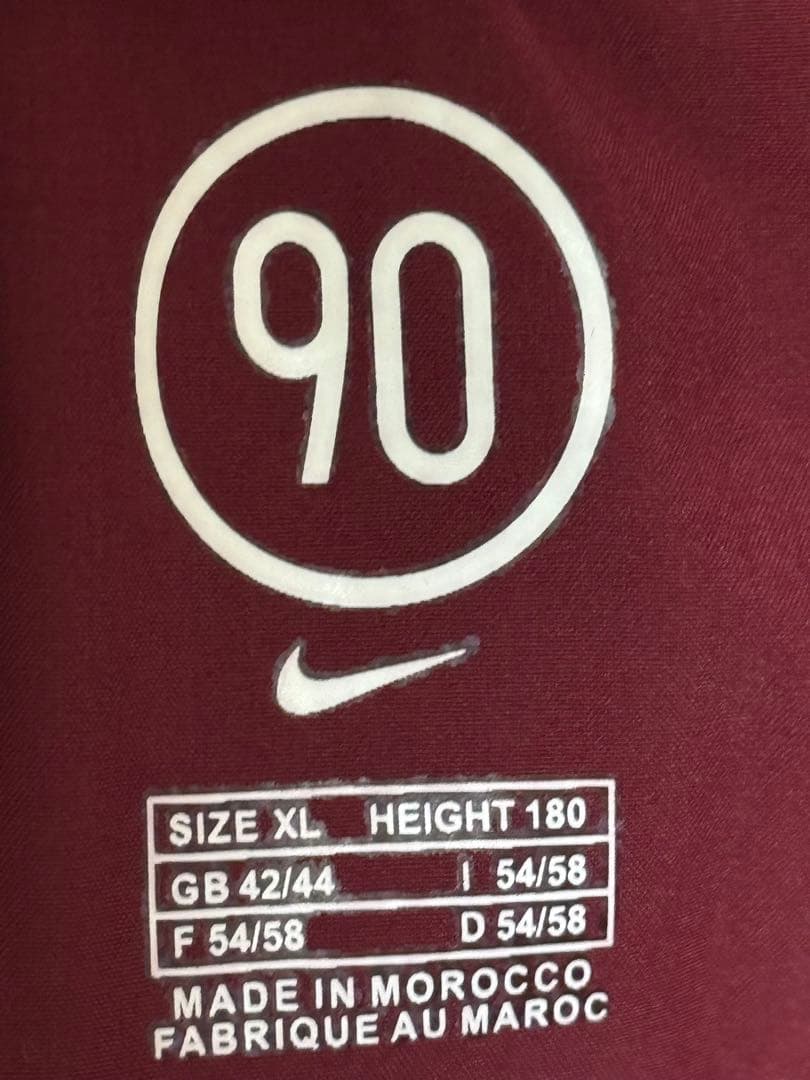 90
SIZE XL HEIGHT 180
GB 42/44 I 54/58
F 54/58 D 54/58
MADE IN MOROCCO
FABRIQUE AU MAROC